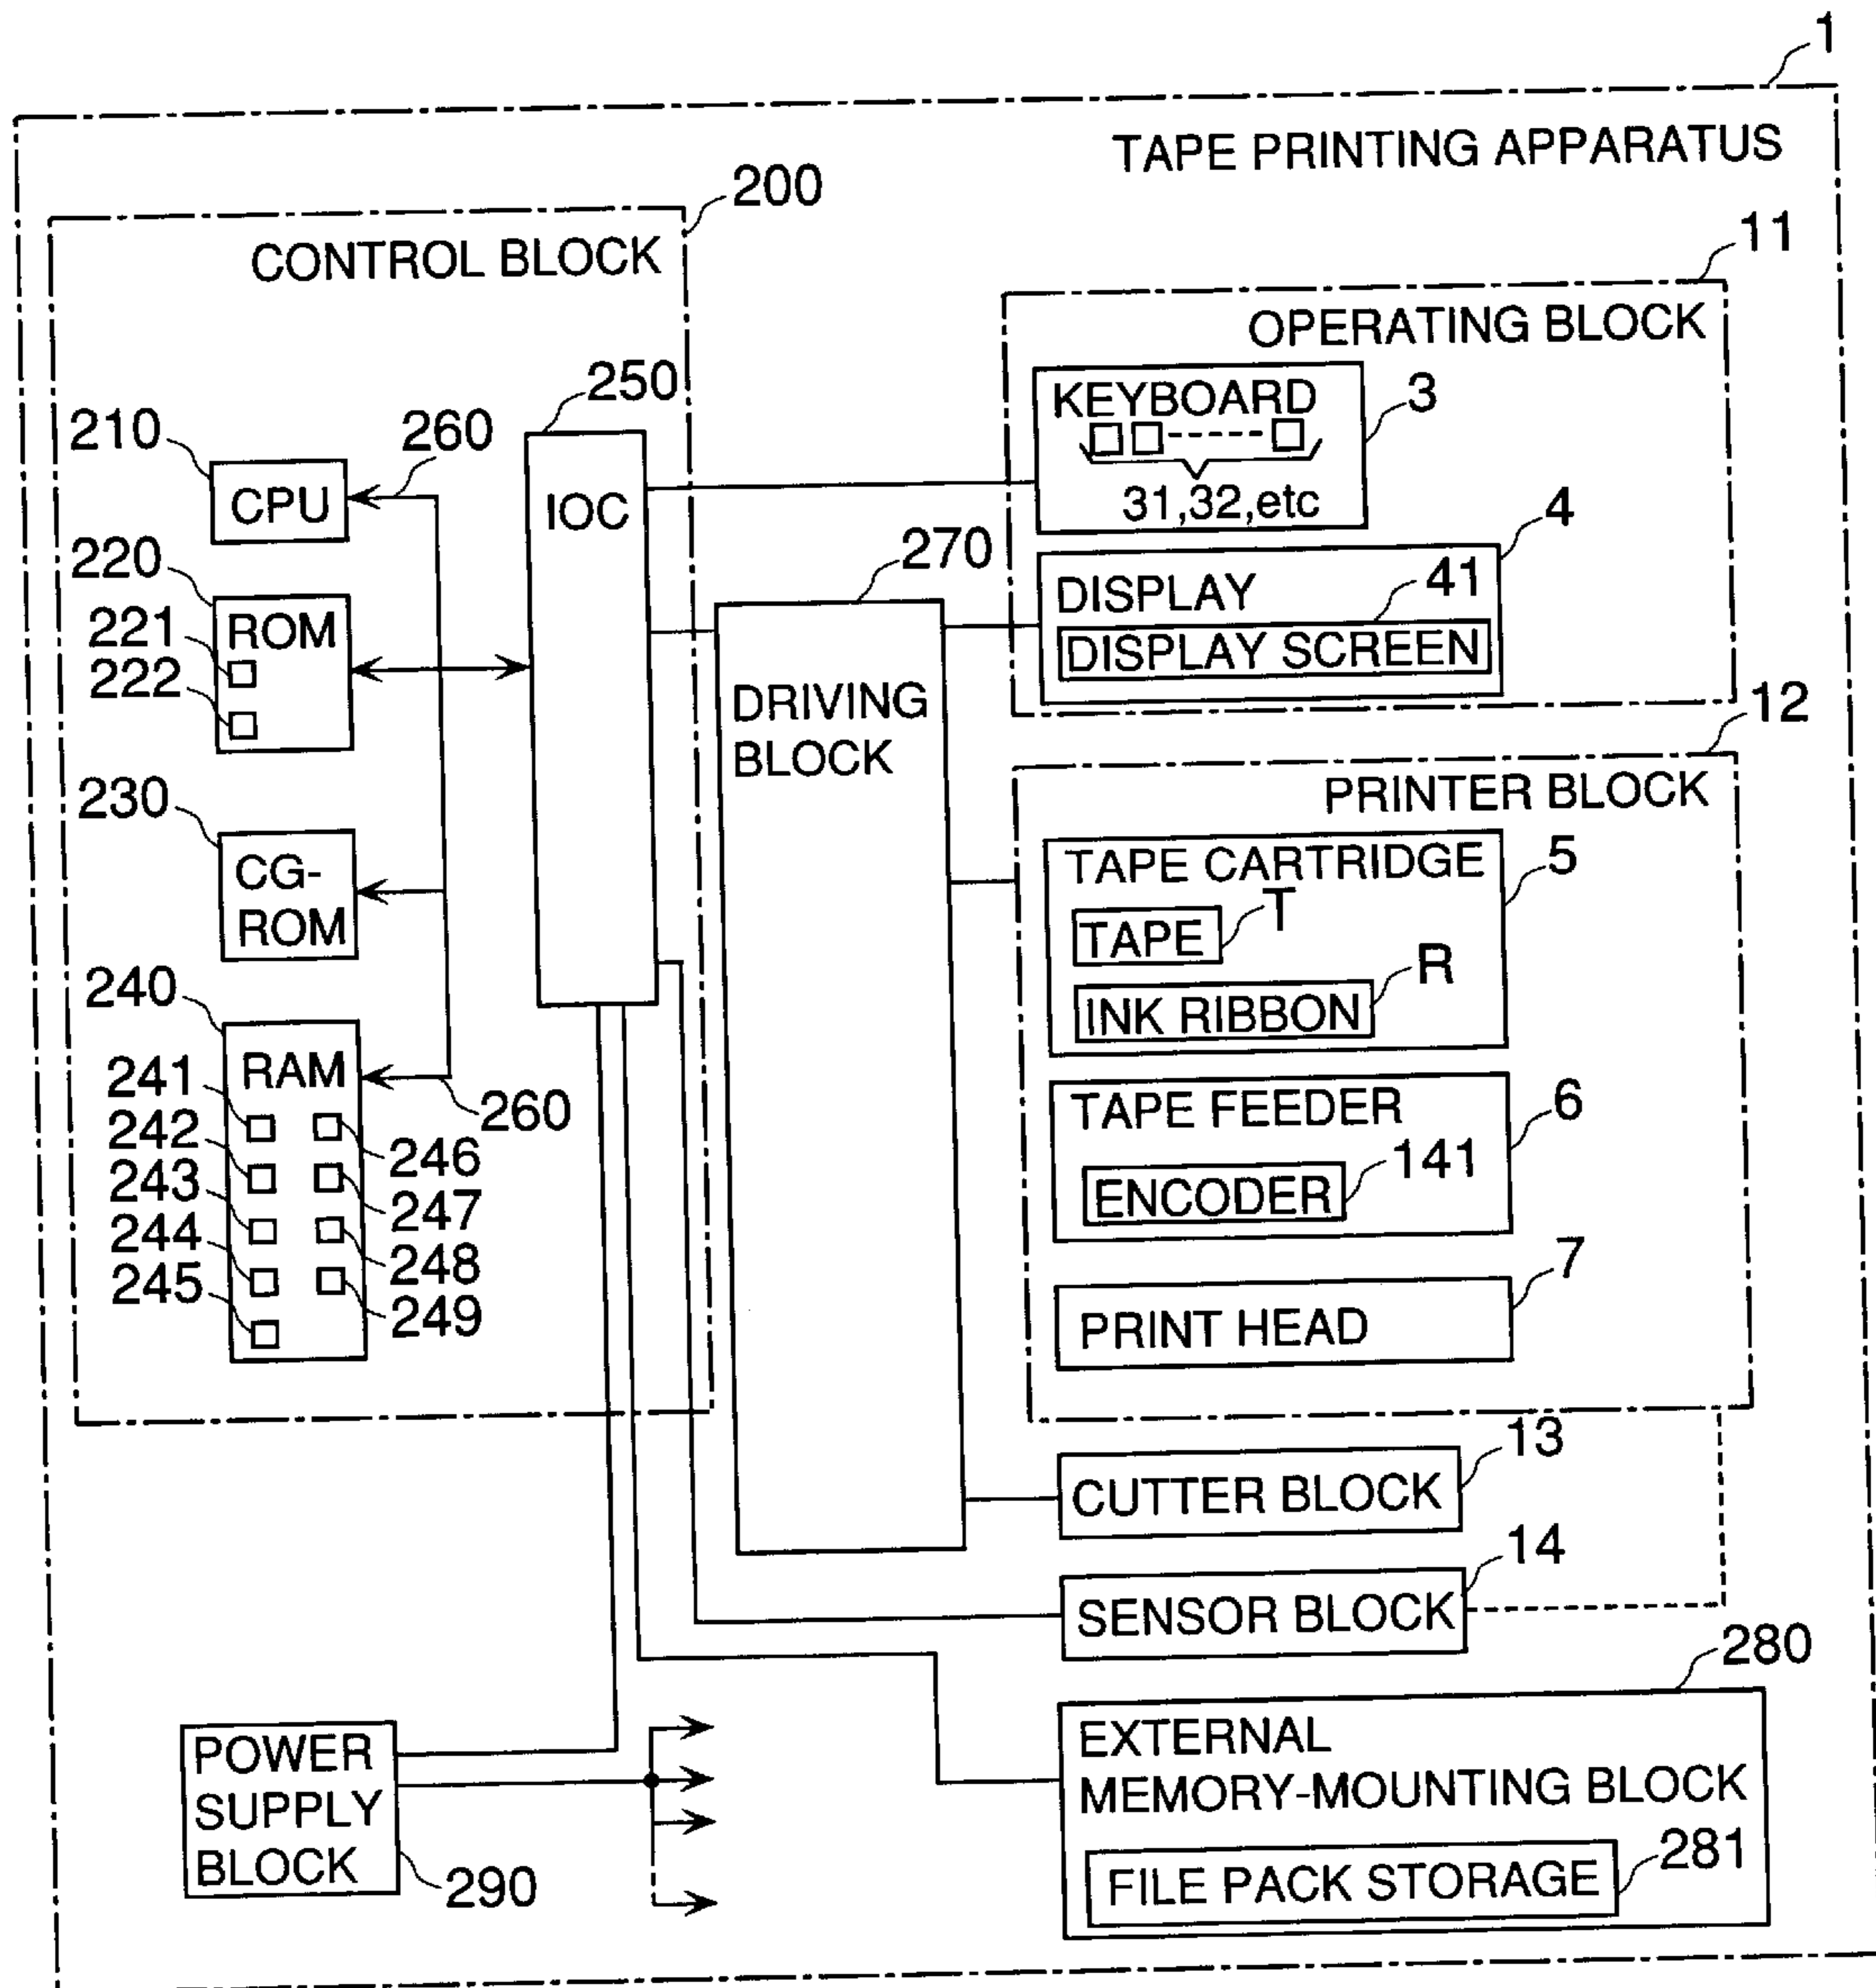 1
TAPE PRINTING APPARATUS
200
CONTROL BLOCK
11
OPERATING BLOCK
250
IOC
210
CPU
260
220
ROM
221
222
230
CG-
ROM
240
RAM
260
241
242
243
244
245
246
247
248
249
270
DRIVING
BLOCK
KEYBOARD
3
31,32,etc
4
DISPLAY
41
DISPLAY SCREEN
12
PRINTER BLOCK
TAPE CARTRIDGE
5
TAPE
T
INK RIBBON
R
TAPE FEEDER
6
ENCODER
141
PRINT HEAD
7
CUTTER BLOCK
13
SENSOR BLOCK
14
280
EXTERNAL
MEMORY-MOUNTING BLOCK
FILE PACK STORAGE
281
POWER
SUPPLY
BLOCK
290